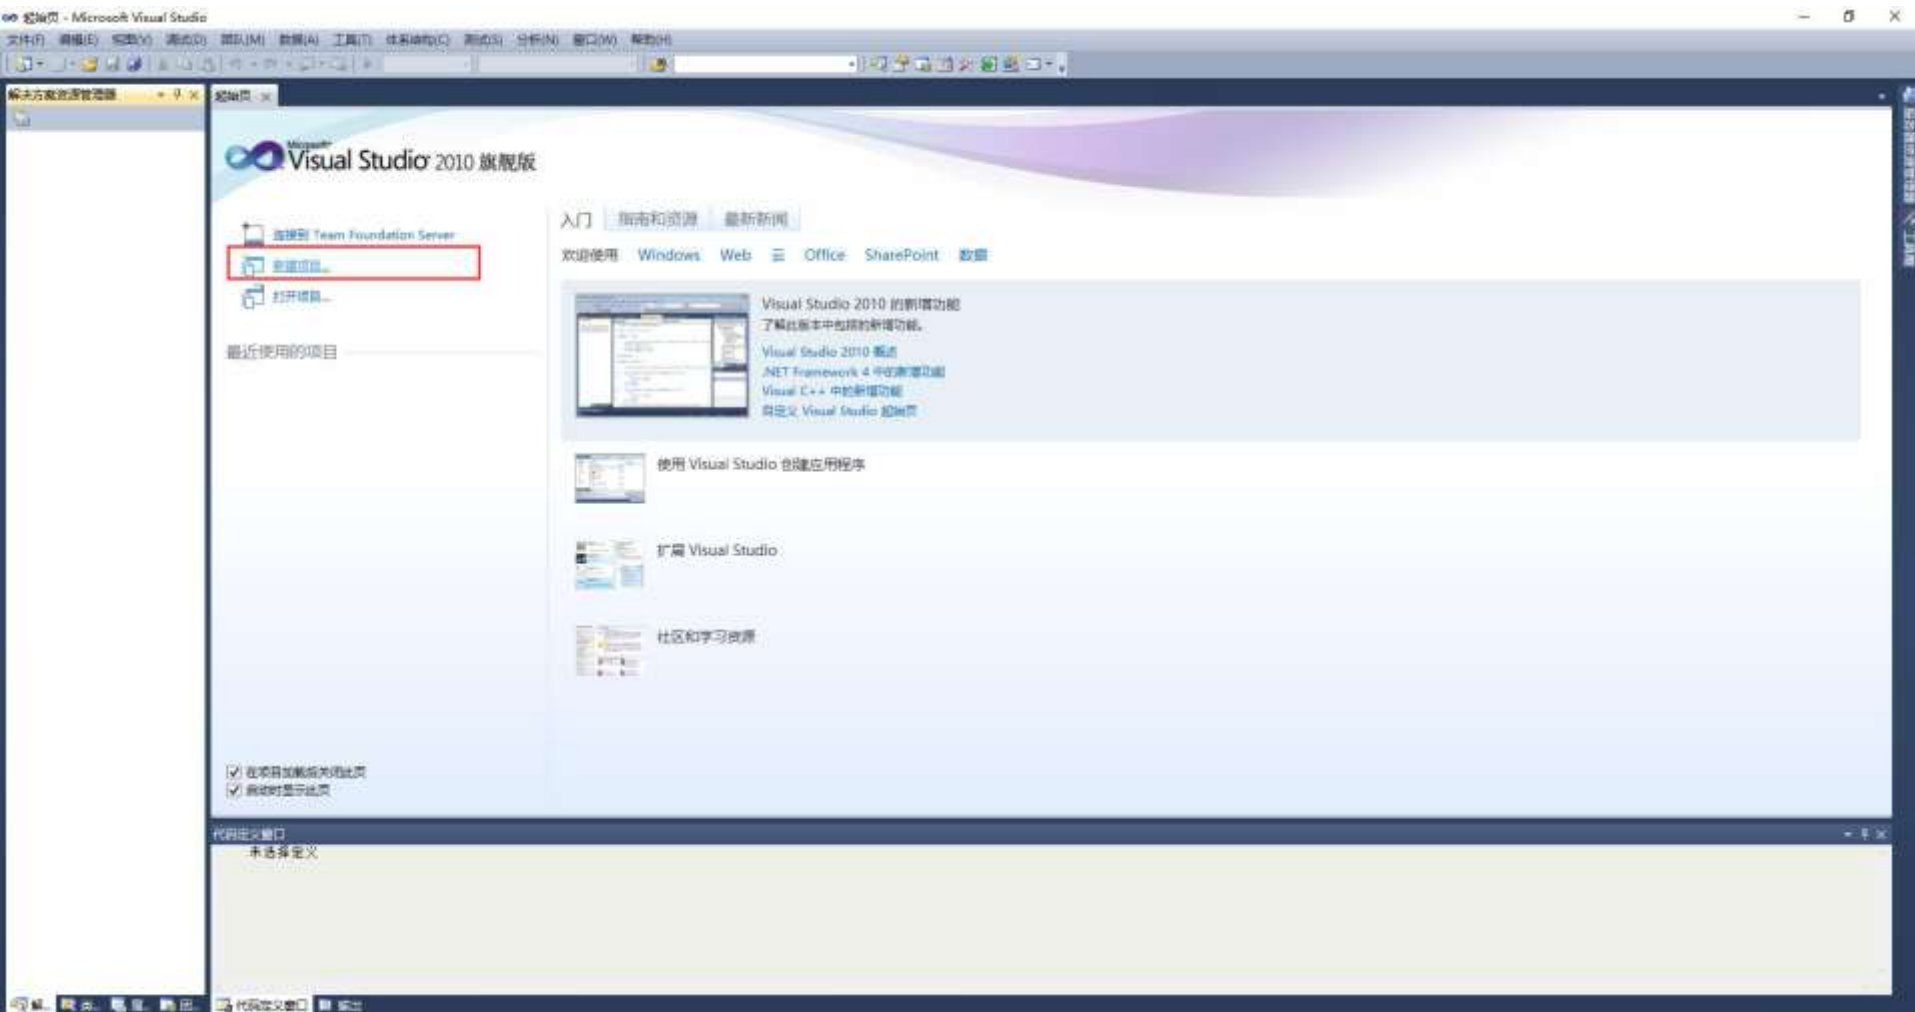 起始页 - Microsoft Visual Studio
文件(F) 编辑(E) 视图(V) 调试(D) 团队(M) 数据(A) 工具(T) 体系结构(C) 测试(S) 分析(N) 窗口(W) 帮助(H)
解决方案资源管理器
起始页
Microsoft
Visual Studio 2010 旗舰版
连接到 Team Foundation Server
新建项目...
打开项目...
最近使用的项目
在项目加载后关闭此页
启动时显示此页
入门 指南和资源 最新新闻
欢迎使用 Windows Web 云 Office SharePoint 数据
Visual Studio 2010 的新增功能
了解此版本中包括的新增功能。
Visual Studio 2010 概述
.NET Framework 4 中的新增功能
Visual C++ 中的新增功能
自定义 Visual Studio 起始页
使用 Visual Studio 创建应用程序
扩展 Visual Studio
社区和学习资源
代码定义窗口
未选择定义
解... 类... 属... 团...
代码定义窗口 输出
工具箱